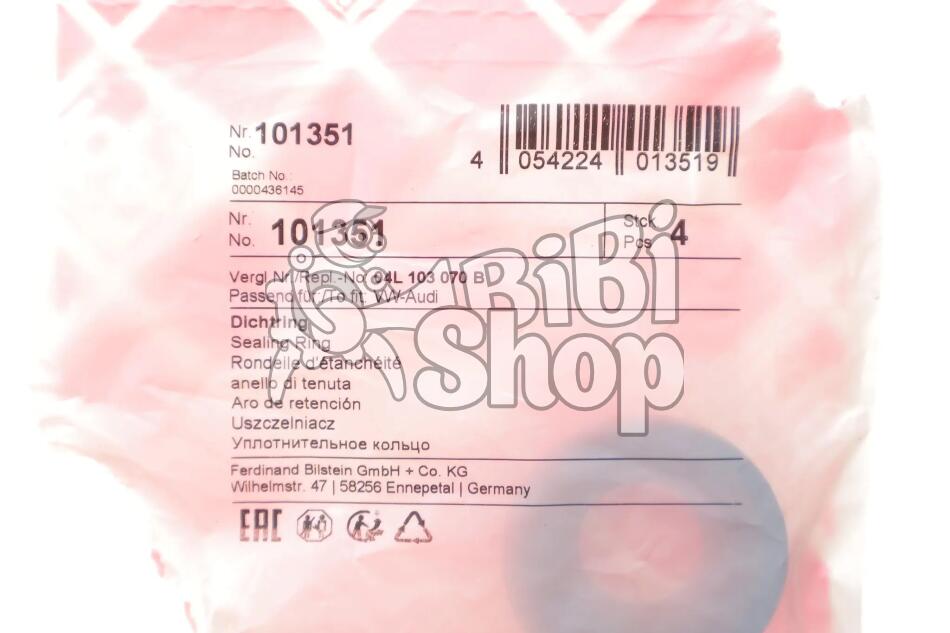 Nr. 101351
No.
Batch No.:
0000436145
4 054224 013519
Nr. 101351
No.
Stck. 4
Pcs
Vergl.Nr./Repl.-No. 04L 103 070 B
Passend für:/To fit: VW-Audi
Dichtring
Sealing Ring
Rondelle d'étanchéité
anello di tenuta
Aro de retención
Uszczelniacz
Уплотнительное кольцо
Ferdinand Bilstein GmbH + Co. KG
Wilhelmstr. 47 | 58256 Ennepetal | Germany
EAC
BiBi
Shop